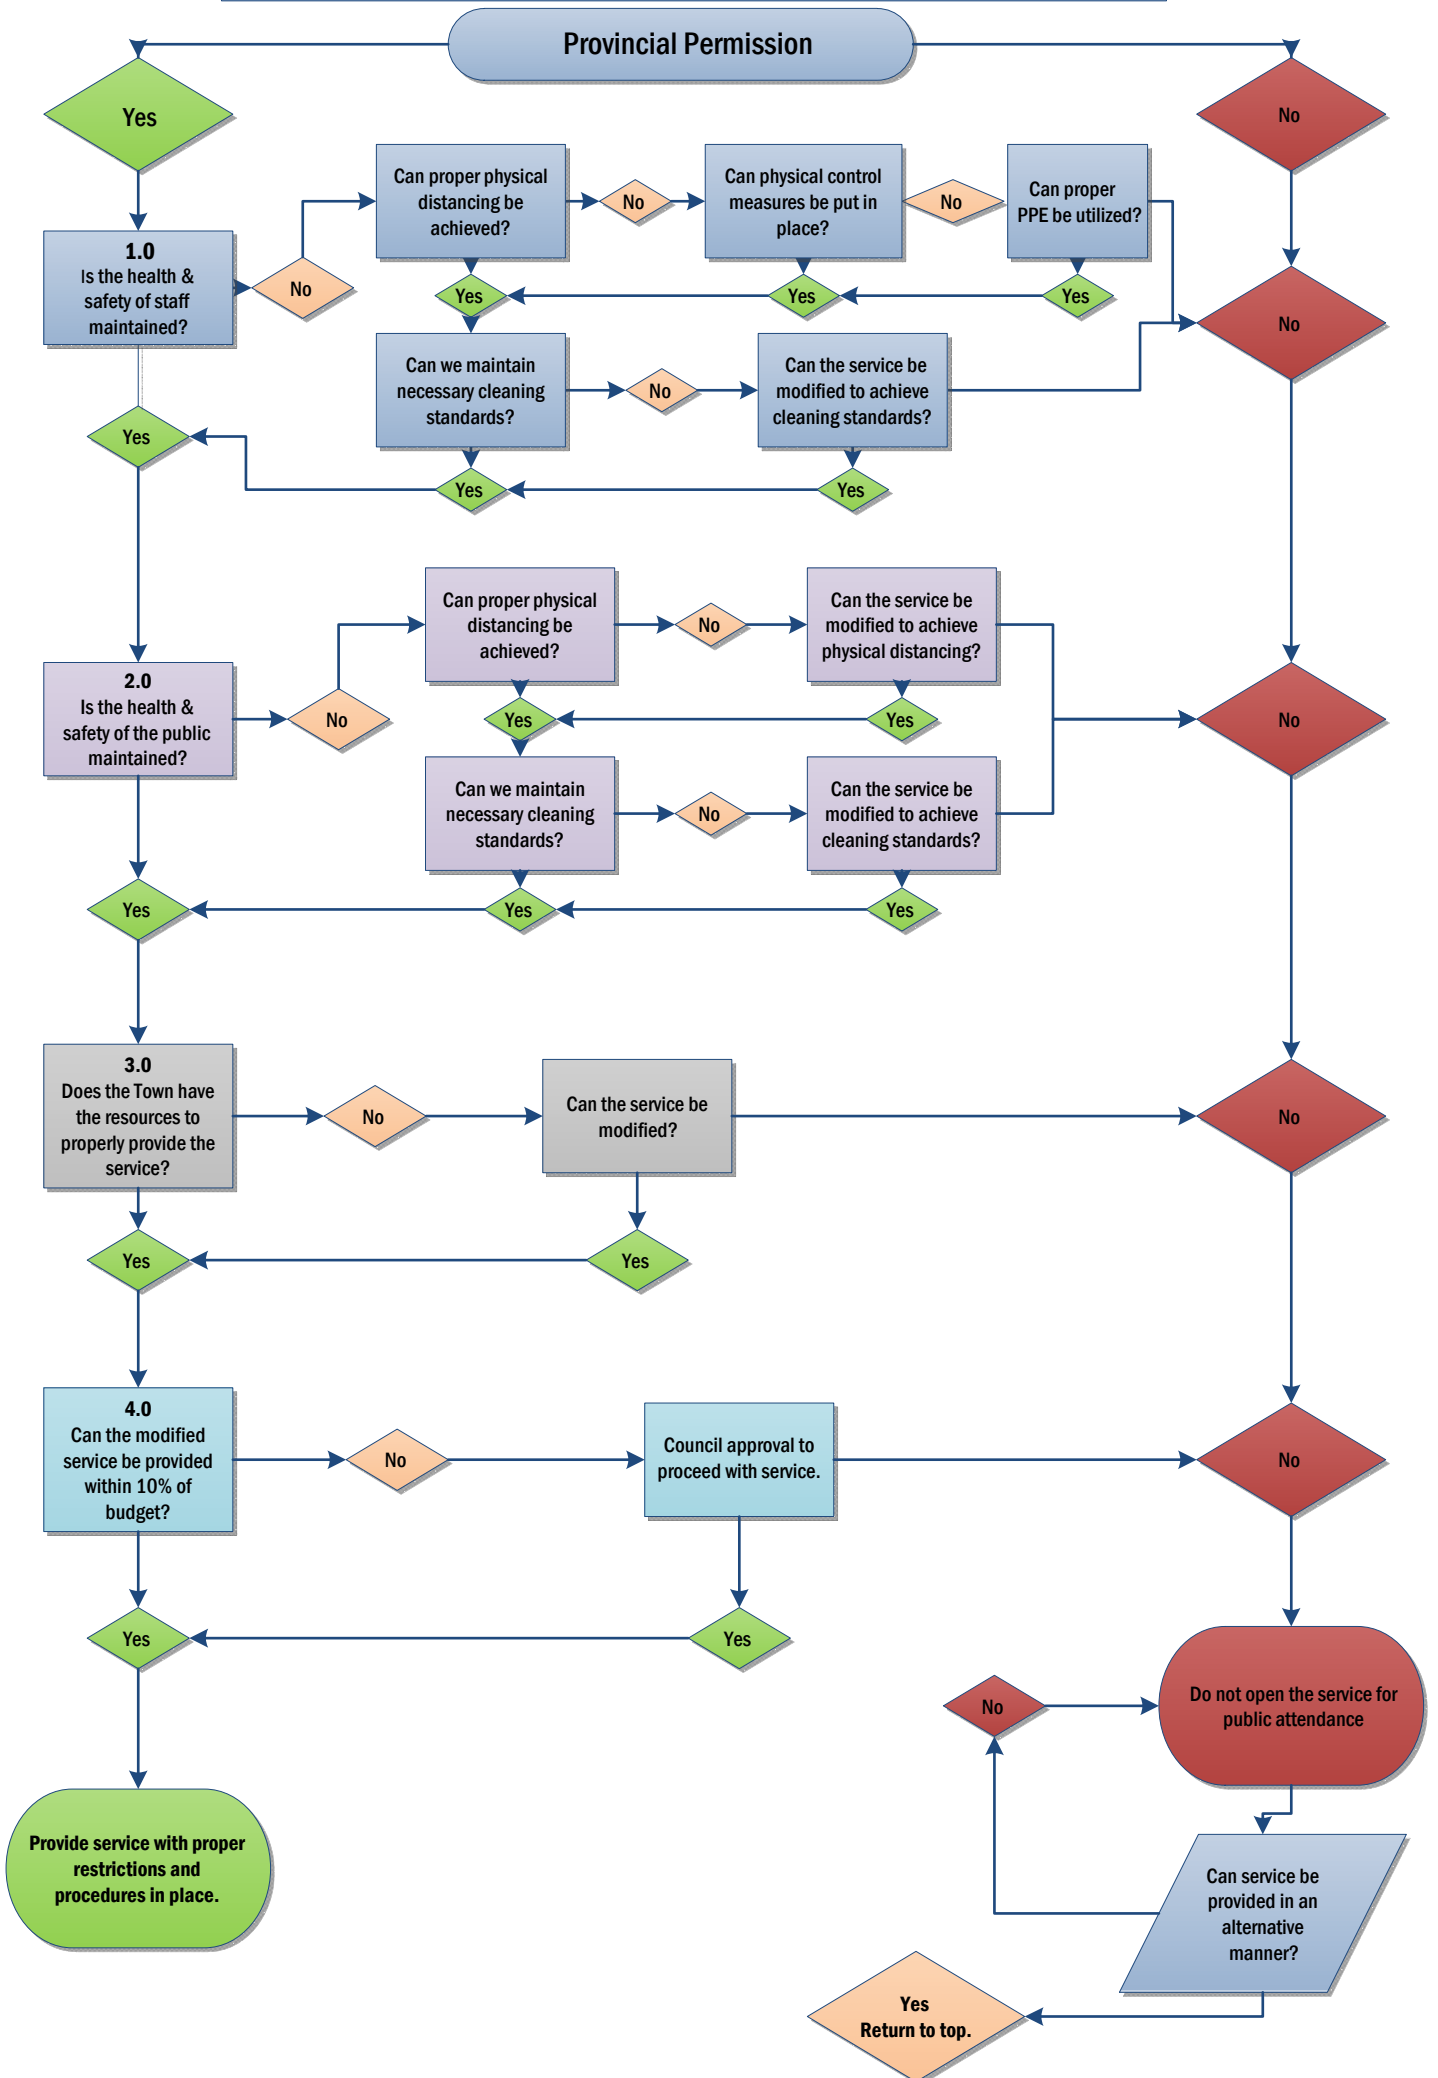 Provincial Permission
Yes
No
Can proper physical
distancing be
achieved?
No
Can physical control
measures be put in
place?
No
Can proper
PPE be utilized?
1.0
Is the health &
safety of staff
maintained?
No
Yes
Yes
Yes
No
Can we maintain
necessary cleaning
standards?
No
Can the service be
modified to achieve
cleaning standards?
Yes
Yes
Yes
Can proper physical
distancing be
achieved?
No
Can the service be
modified to achieve
physical distancing?
2.0
Is the health &
safety of the public
maintained?
No
Yes
Yes
No
Can we maintain
necessary cleaning
standards?
No
Can the service be
modified to achieve
cleaning standards?
Yes
Yes
Yes
3.0
Does the Town have
the resources to
properly provide the
service?
No
Can the service be
modified?
No
Yes
Yes
4.0
Can the modified
service be provided
within 10% of
budget?
No
Council approval to
proceed with service.
No
Yes
Yes
No
Do not open the service for
public attendance
Provide service with proper
restrictions and
procedures in place.
Can service be
provided in an
alternative
manner?
Yes
Return to top.